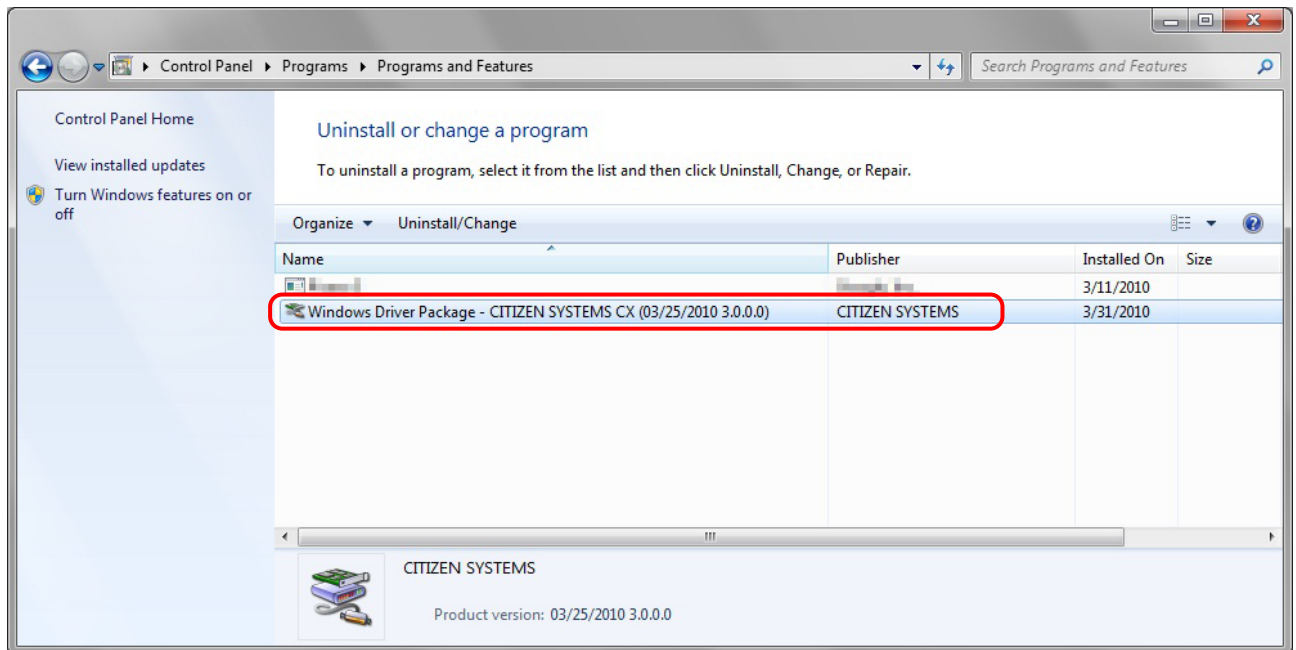 Control Panel ▸ Programs ▸ Programs and Features
Search Programs and Features
Control Panel Home
View installed updates
Turn Windows features on or
off
Uninstall or change a program
To uninstall a program, select it from the list and then click Uninstall, Change, or Repair.
Organize Uninstall/Change
Name Publisher Installed On Size
3/11/2010
Windows Driver Package - CITIZEN SYSTEMS CX (03/25/2010 3.0.0.0) CITIZEN SYSTEMS 3/31/2010
CITIZEN SYSTEMS
Product version: 03/25/2010 3.0.0.0